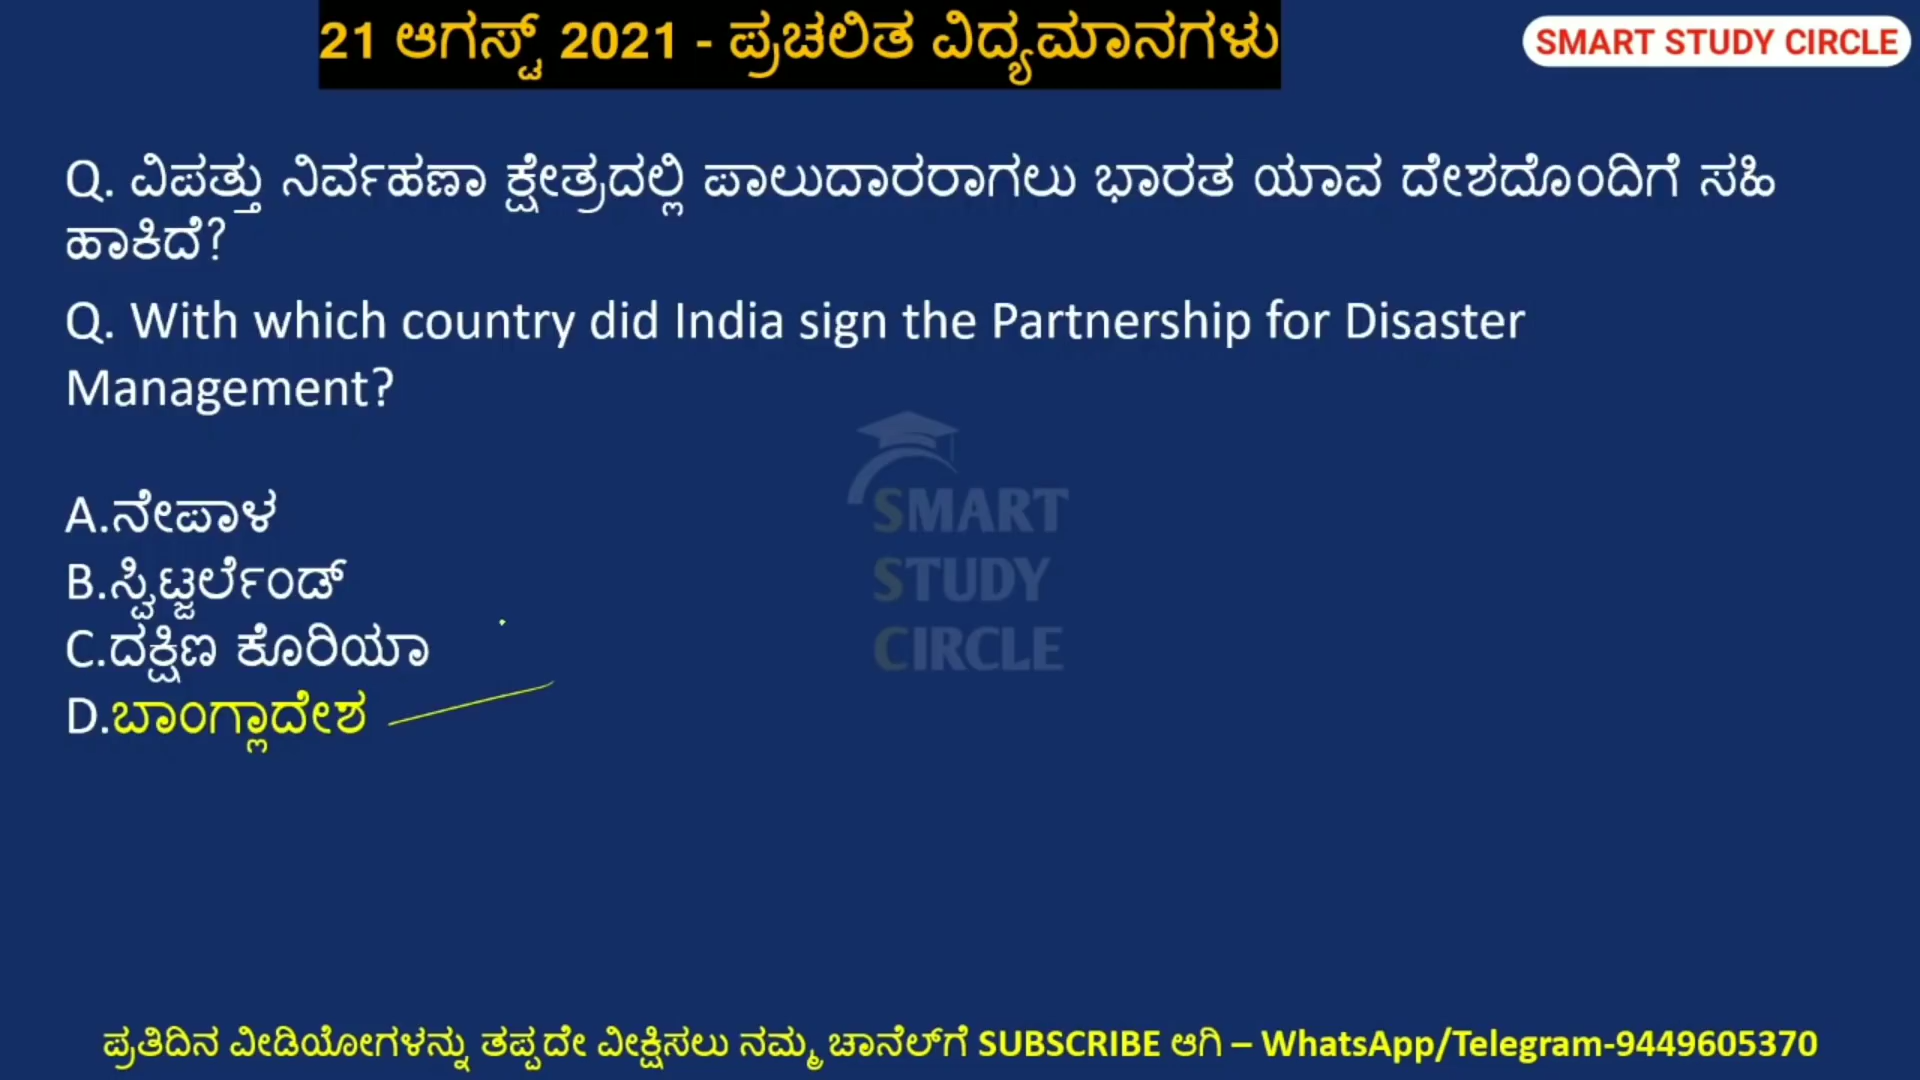 21 ಆಗಸ್ಟ್ 2021 - ಪ್ರಚಲಿತ ವಿದ್ಯಮಾನಗಳು
SMART STUDY CIRCLE
Q. ವಿಪತ್ತು ನಿರ್ವಹಣಾ ಕ್ಷೇತ್ರದಲ್ಲಿ ಪಾಲುದಾರರಾಗಲು ಭಾರತ ಯಾವ ದೇಶದೊಂದಿಗೆ ಸಹಿ
ಹಾಕಿದೆ?
Q. With which country did India sign the Partnership for Disaster
Management?
A.ನೇಪಾಳ
B.ಸ್ವಿಟ್ಜರ್ಲೆಂಡ್
C.ದಕ್ಷಿಣ ಕೊರಿಯಾ
D.ಬಾಂಗ್ಲಾದೇಶ
SMART
STUDY
CIRCLE
ಪ್ರತಿದಿನ ವೀಡಿಯೋಗಳನ್ನು ತಪ್ಪದೇ ವೀಕ್ಷಿಸಲು ನಮ್ಮ ಚಾನೆಲ್‌ಗೆ SUBSCRIBE ಆಗಿ – WhatsApp/Telegram-9449605370